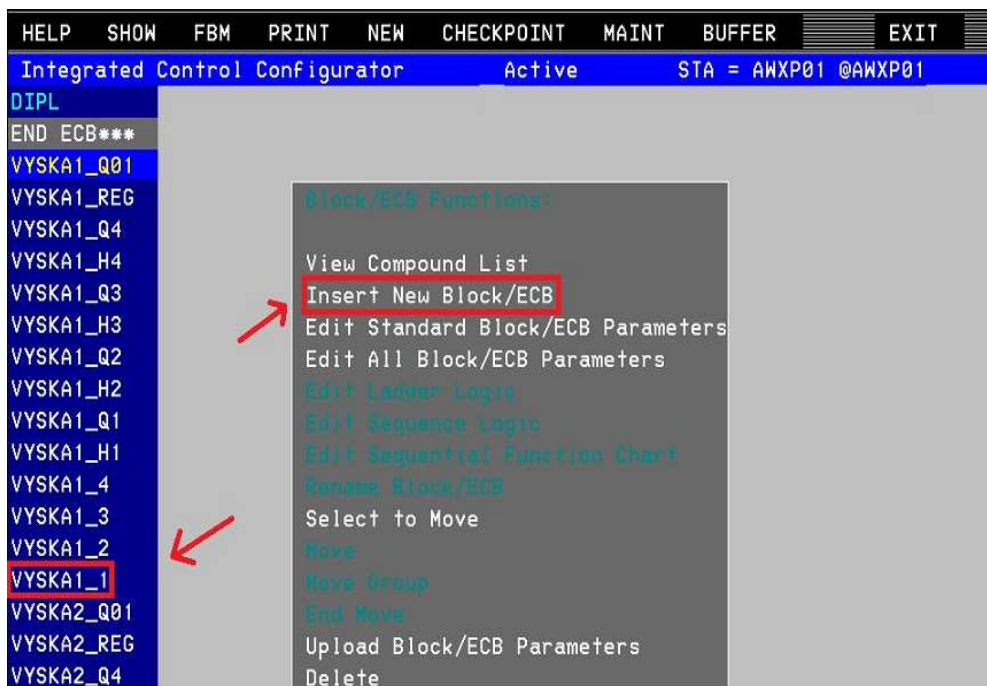 HELP SHOW FBM PRINT NEW CHECKPOINT MAINT BUFFER EXIT
Integrated Control Configurator Active STA = AWXP01 @AWXP01
DIPL
END ECB***
VYSKA1_Q01
VYSKA1_REG
VYSKA1_Q4
VYSKA1_H4
VYSKA1_Q3
VYSKA1_H3
VYSKA1_Q2
VYSKA1_H2
VYSKA1_Q1
VYSKA1_H1
VYSKA1_4
VYSKA1_3
VYSKA1_2
VYSKA1_1
VYSKA2_Q01
VYSKA2_REG
VYSKA2_Q4
Block/ECB Functions:
View Compound List
Insert New Block/ECB
Edit Standard Block/ECB Parameters
Edit All Block/ECB Parameters
Edit Ladder Logic
Edit Sequence Logic
Edit Sequential Function Chart
Rename Block/ECB
Select to Move
Move
Move Group
End Move
Upload Block/ECB Parameters
Delete